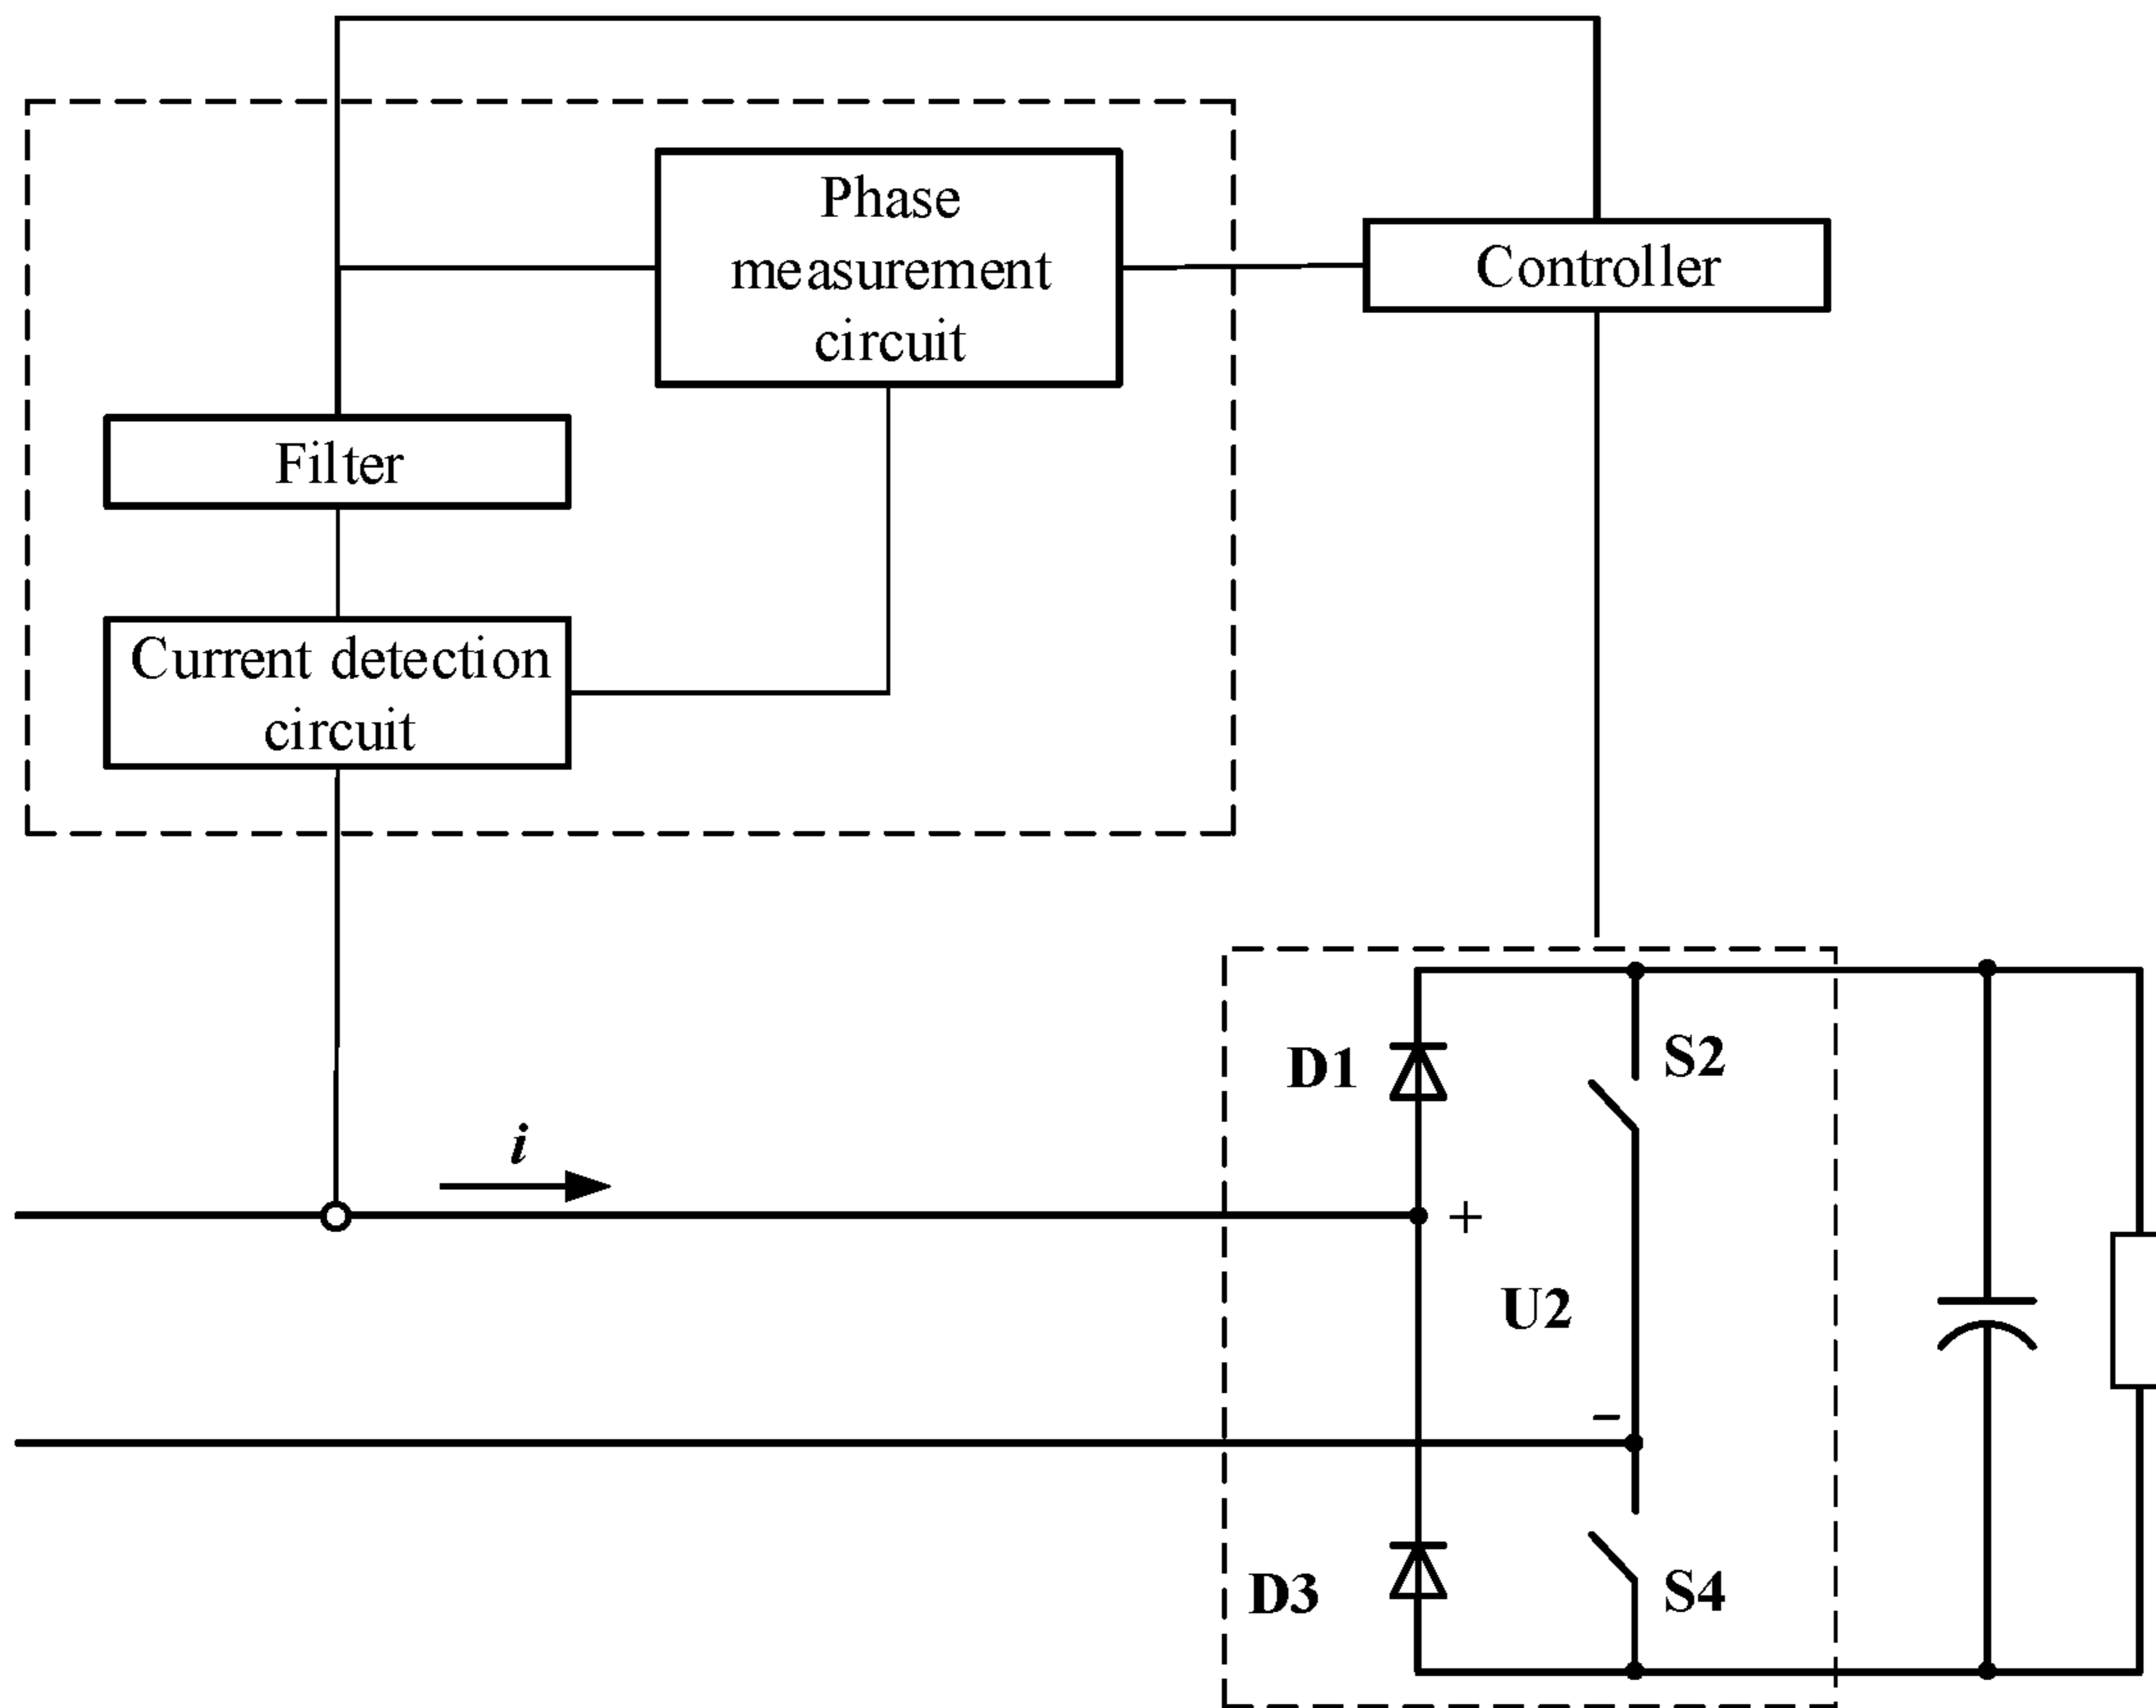 Phase
measurement
circuit
Controller
Filter
Current detection
circuit
i
D1
S2
+
U2
−
D3
S4